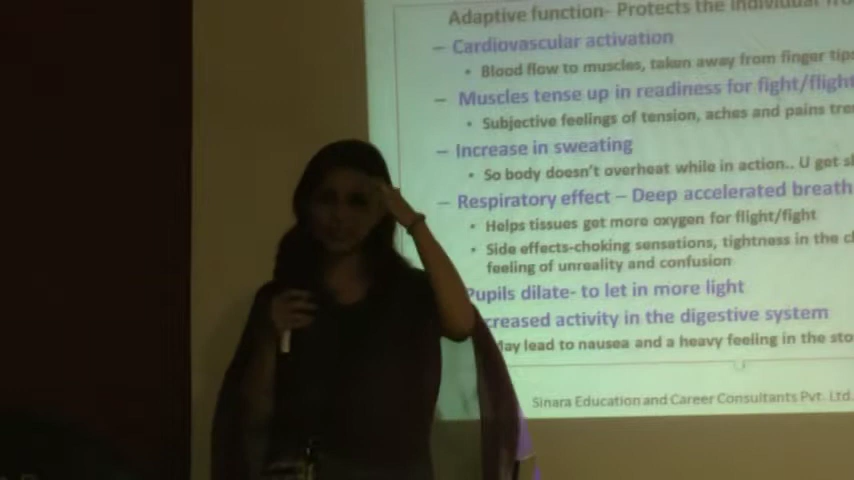 Adaptive function- Protects the individual
– Cardiovascular activation
• Blood flow to muscles, taken away from finger tips
– Muscles tense up in readiness for fight/flight
• Subjective feelings of tension, aches and pains
– Increase in sweating
• So body doesn't overheat while in action.. U get
– Respiratory effect – Deep accelerated breath
• Helps tissues get more oxygen for flight/fight
• Side effects-choking sensations, tightness in the
feeling of unreality and confusion
Pupils dilate- to let in more light
creased activity in the digestive system
May lead to nausea and a heavy feeling in the
Sinara Education and Career Consultants Pvt. Ltd.